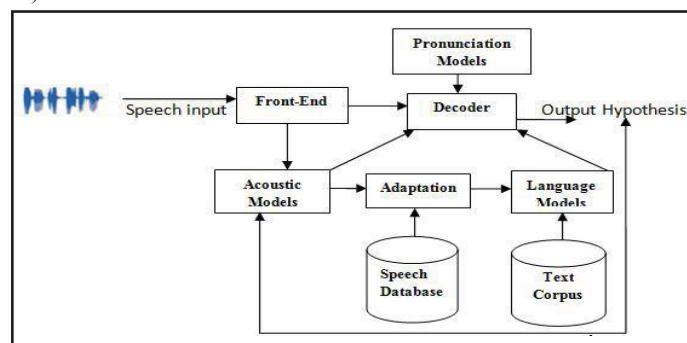 )
Pronunciation
Models
Speech input
Front-End
Decoder
Output Hypothesis
Acoustic
Models
Adaptation
Language
Models
Speech
Database
Text
Corpus